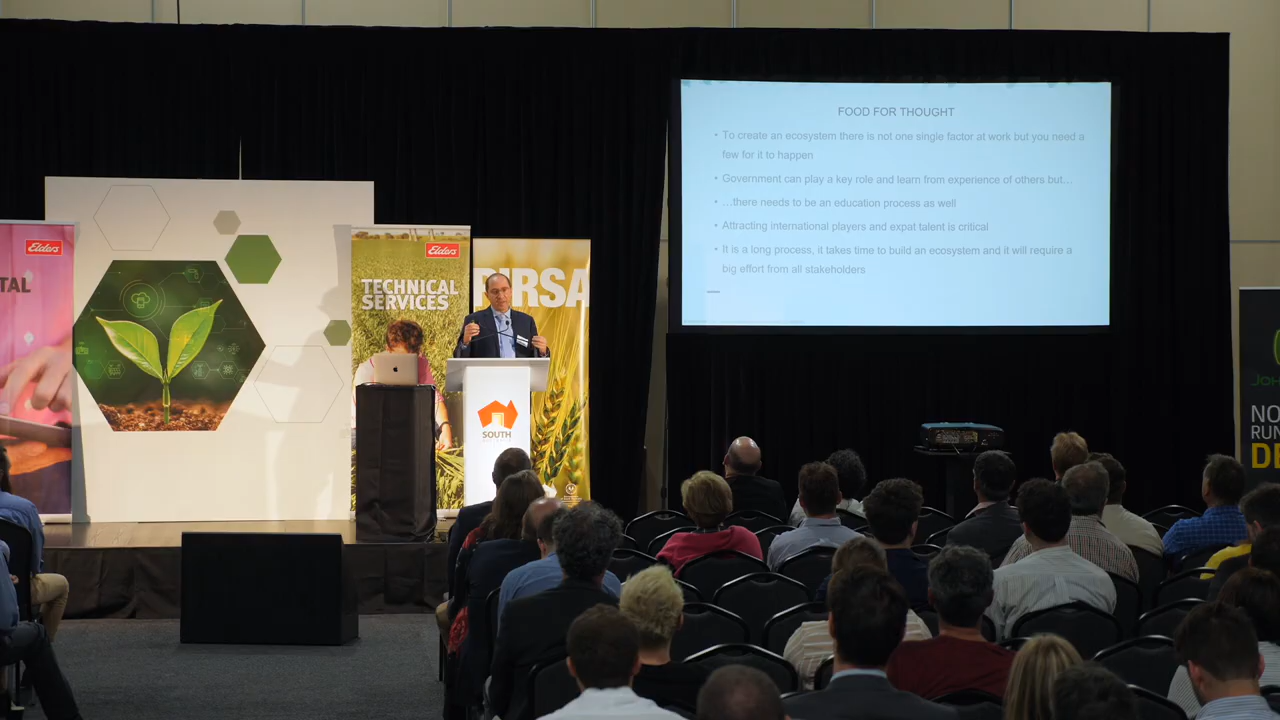 FOOD FOR THOUGHT
• To create an ecosystem there is not one single factor at work but you need a
few for it to happen
• Government can play a key role and learn from experience of others but...
• ...there needs to be an education process as well
• Attracting international players and expat talent is critical
• It is a long process, it takes time to build an ecosystem and it will require a
big effort from all stakeholders
Elders
TAL
Elders
TECHNICAL
SERVICES
PIRSA
SOUTH
AUSTRALIA
JOH
NO
RUN
DE